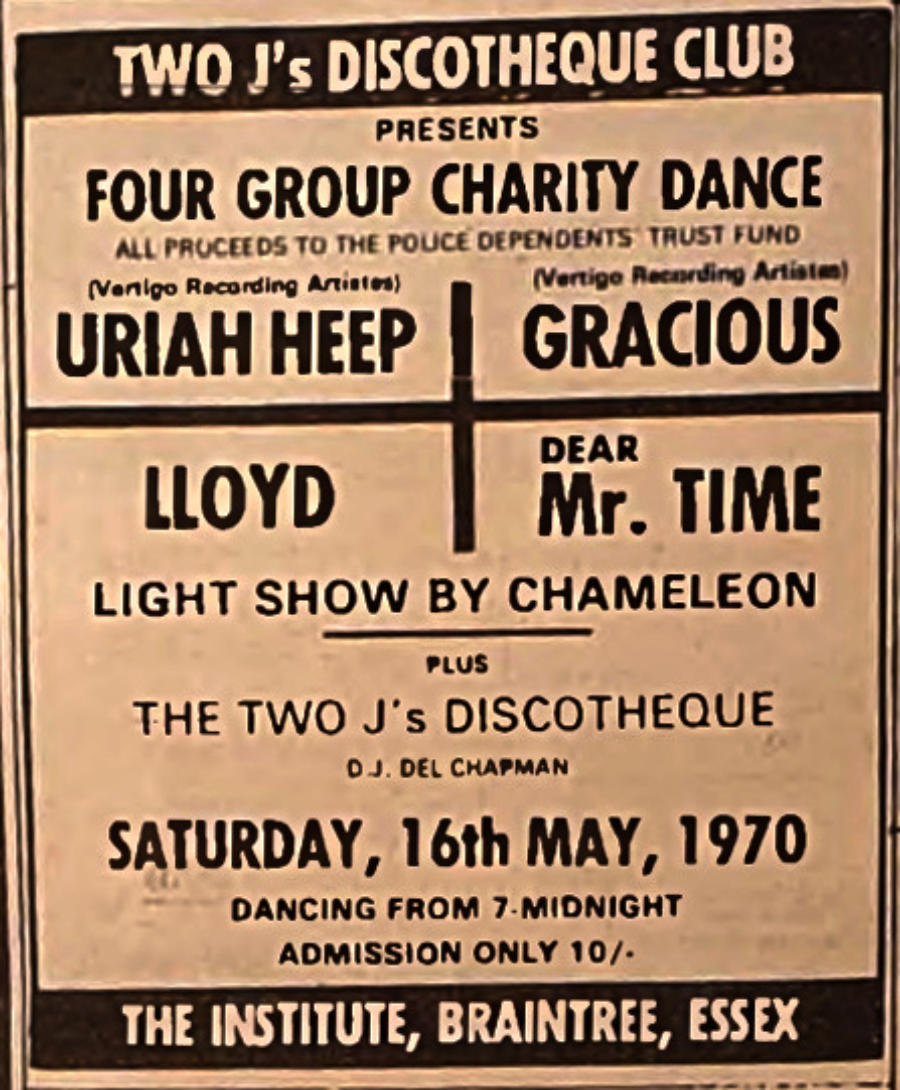 TWO J's DISCOTHEQUE CLUB
PRESENTS
FOUR GROUP CHARITY DANCE
ALL PROCEEDS TO THE POLICE DEPENDENTS' TRUST FUND
(Vertigo Recording Artistes) (Vertigo Recording Artistes)
URIAH HEEP GRACIOUS
LLOYD DEAR
Mr. TIME
LIGHT SHOW BY CHAMELEON
PLUS
THE TWO J's DISCOTHEQUE
D.J. DEL CHAPMAN
SATURDAY, 16th MAY, 1970
DANCING FROM 7-MIDNIGHT
ADMISSION ONLY 10/-
THE INSTITUTE, BRAINTREE, ESSEX